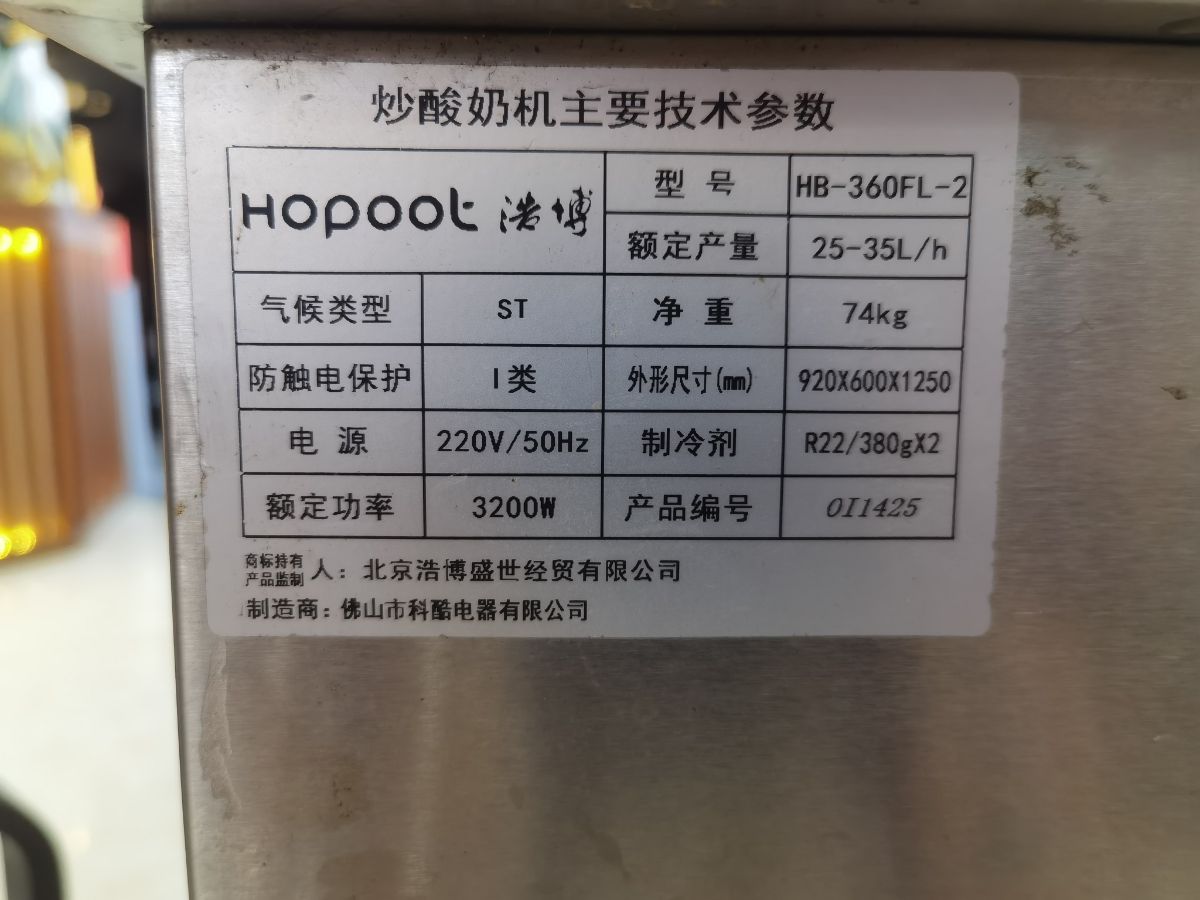 炒酸奶机主要技术参数
HOPOOt 浩博 型 号 HB-360FL-2
额定产量 25-35L/h
气候类型 ST 净 重 74kg
防触电保护 I类 外形尺寸(mm) 920X600X1250
电 源 220V/50Hz 制冷剂 R22/380gX2
额定功率 3200W 产品编号 0I1425
商标持有
产品监制 人：北京浩博盛世经贸有限公司
制造商：佛山市科酷电器有限公司